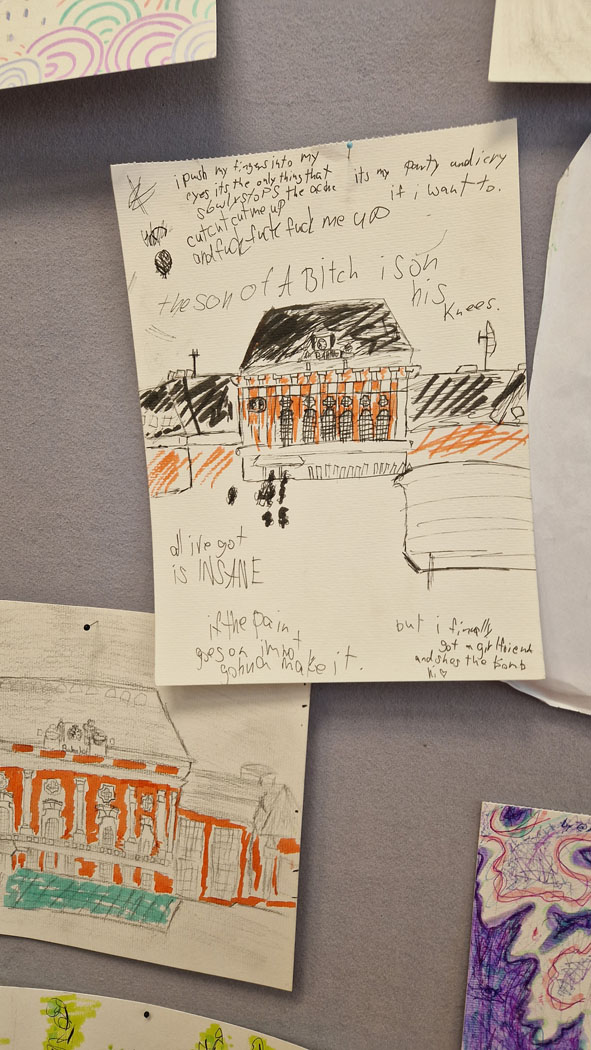 i push my fingers into my
eyes its the only thing that
slowly stops the ache
cut cut cut me up
and fuck fuck fuck me up
its my party and i cry
if i want to.
the son of A Bitch is on
his
Knees.
all ive got
is INSANE
if the pain
goes on im not
gonna make it.
but i finally
got a girlfriend
and shes the bomb